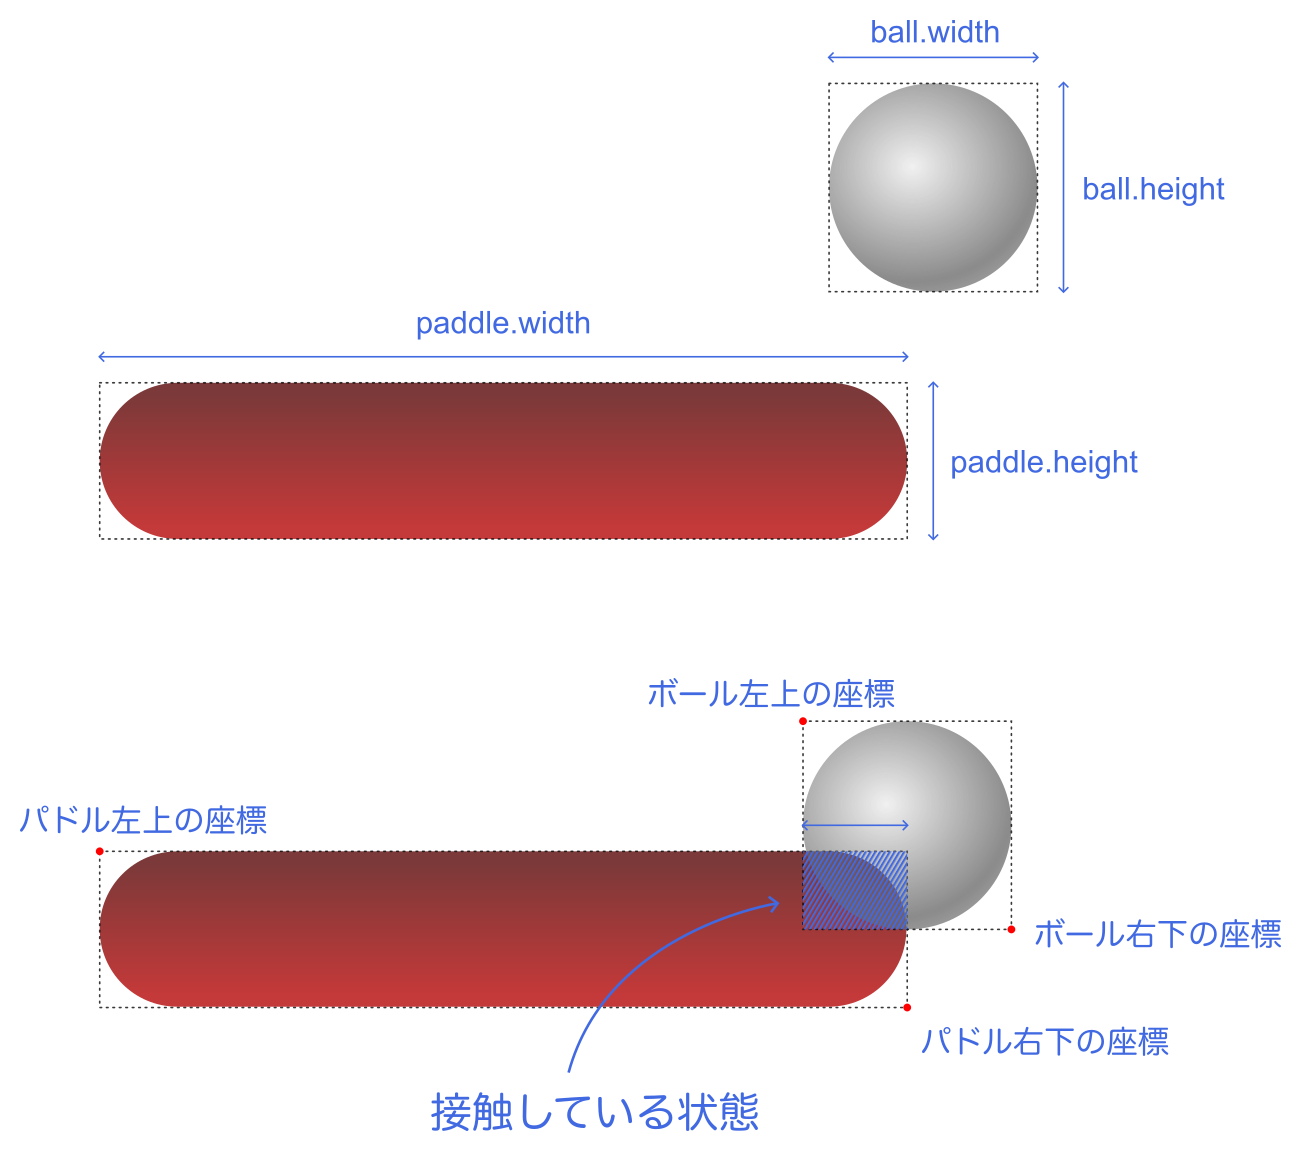 ball.width
ball.height
paddle.width
paddle.height
ボール左上の座標
パドル左上の座標
ボール右下の座標
パドル右下の座標
接触している状態